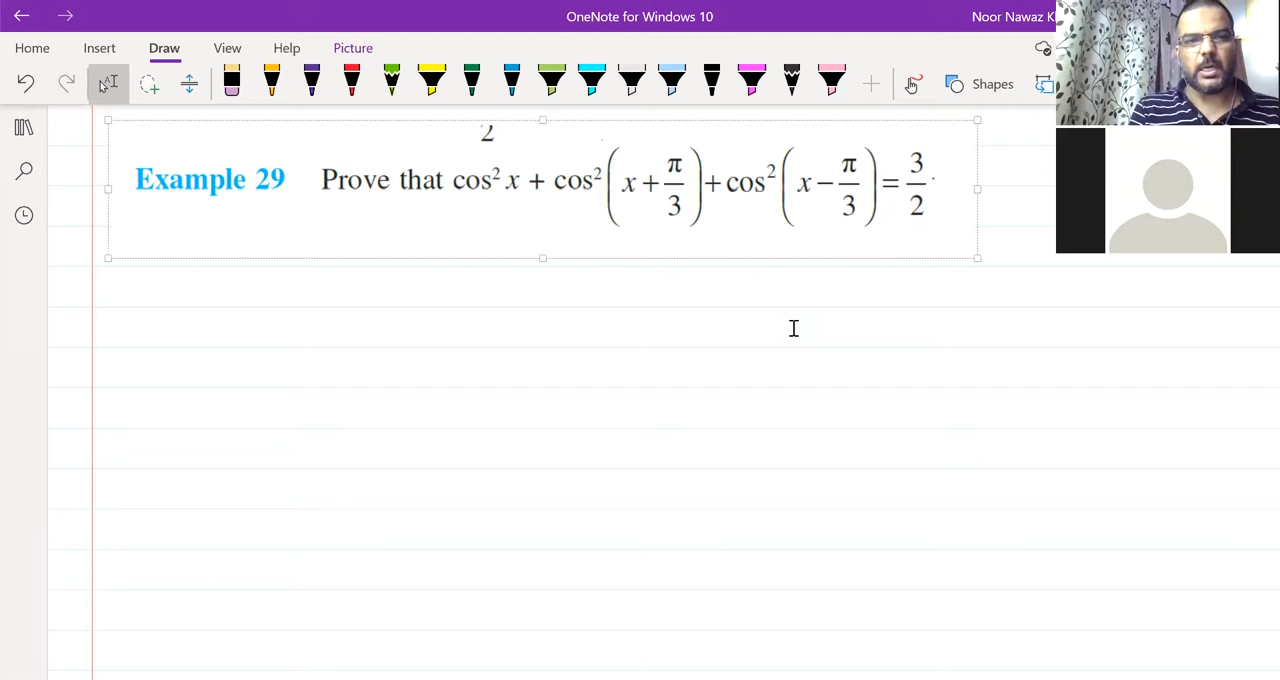 OneNote for Windows 10
Noor Nawaz K
Home Insert Draw View Help Picture
Shapes
2
Example 29 Prove that cos² x + cos² (x + π/3) + cos² (x − π/3) = 3/2.